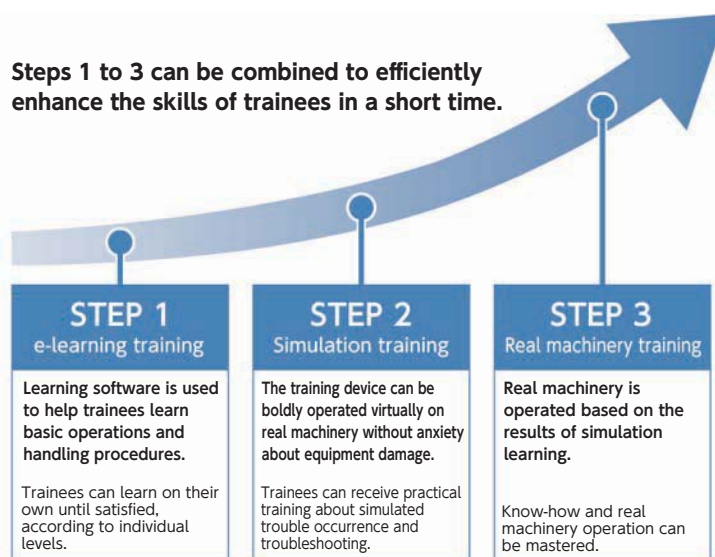 Steps 1 to 3 can be combined to efficiently
enhance the skills of trainees in a short time.
STEP 1
e-learning training
Learning software is used
to help trainees learn
basic operations and
handling procedures.
Trainees can learn on their
own until satisfied,
according to individual
levels.
STEP 2
Simulation training
The training device can be
boldly operated virtually on
real machinery without anxiety
about equipment damage.
Trainees can receive practical
training about simulated
trouble occurrence and
troubleshooting.
STEP 3
Real machinery training
Real machinery is
operated based on the
results of simulation
learning.
Know-how and real
machinery operation can
be mastered.